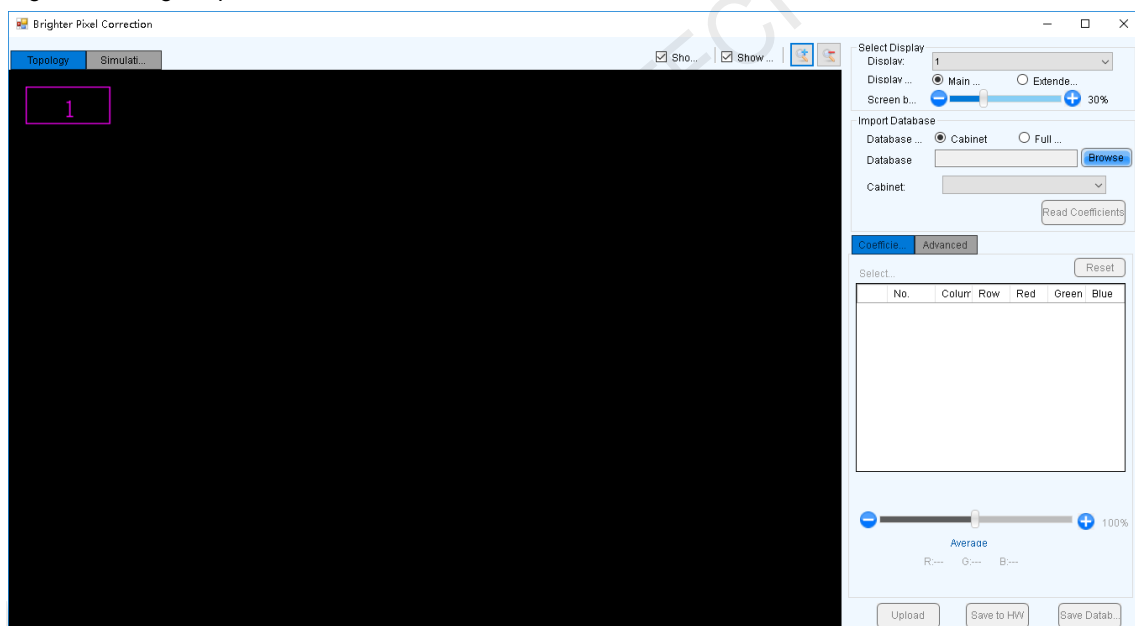 Brighter Pixel Correction
Topology Simulati... Sho... Show ...
1
Select Display
Display: 1
Display ... Main ... Extende...
Screen b... 30%
Import Database
Database ... Cabinet Full ...
Database Browse
Cabinet:
Read Coefficients
Coefficie... Advanced
Select... Reset
No. Colum Row Red Green Blue
100%
Average
R:--- G:--- B:---
Upload Save to HW Save Datab...